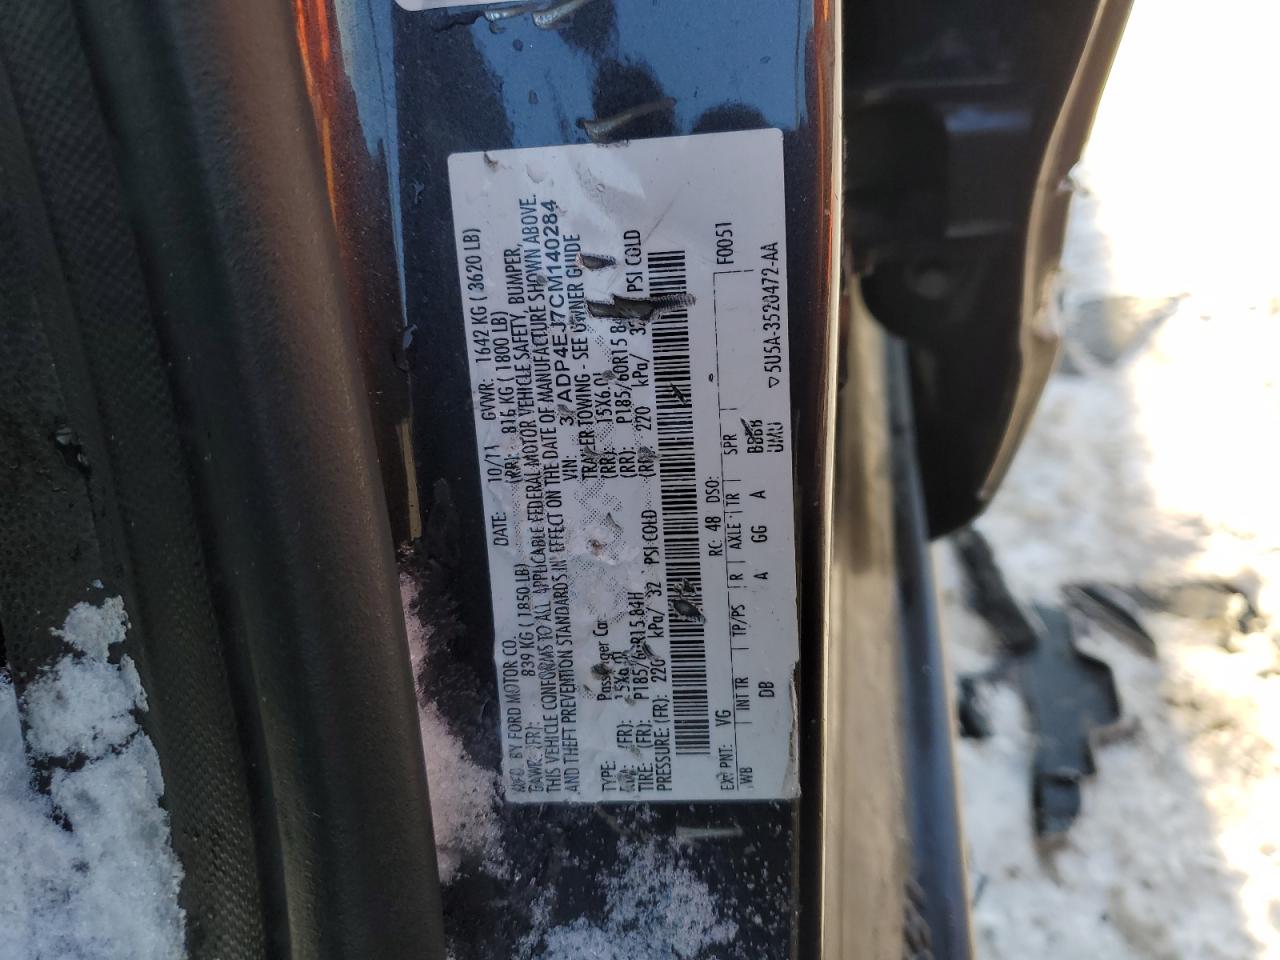 MFD BY FORD MOTOR CO. DATE: 10/11 GVWR: 1642 KG ( 3620 LB)
GAWR: (FR): 839 KG ( 1850 LB) (RR): 816 KG ( 1800 LB)
THIS VEHICLE CONFORMS TO ALL APPLICABLE FEDERAL MOTOR VEHICLE SAFETY, BUMPER,
AND THEFT PREVENTION STANDARDS IN EFFECT ON THE DATE OF MANUFACTURE SHOWN ABOVE.
VIN: ADP4EJ7CM140284
TYPE: Passenger Car TRAILER TOWING - SEE OWNER GUIDE
(FR): 15X6.0J (RR): 15X6.0J
TIRE: (FR): (RR): P185/60R15 84
PRESSURE: (FR): 220 kPa/ 32 PSI COLD (RR): 220 kPa/ 32 PSI COLD
EXT PNT: VG RC: 48 DSO: F0051
WB INT TR TP/PS R AXLE TR SPR
DB A GG A BBBH
UMU
▽5U5A-3520472-AA